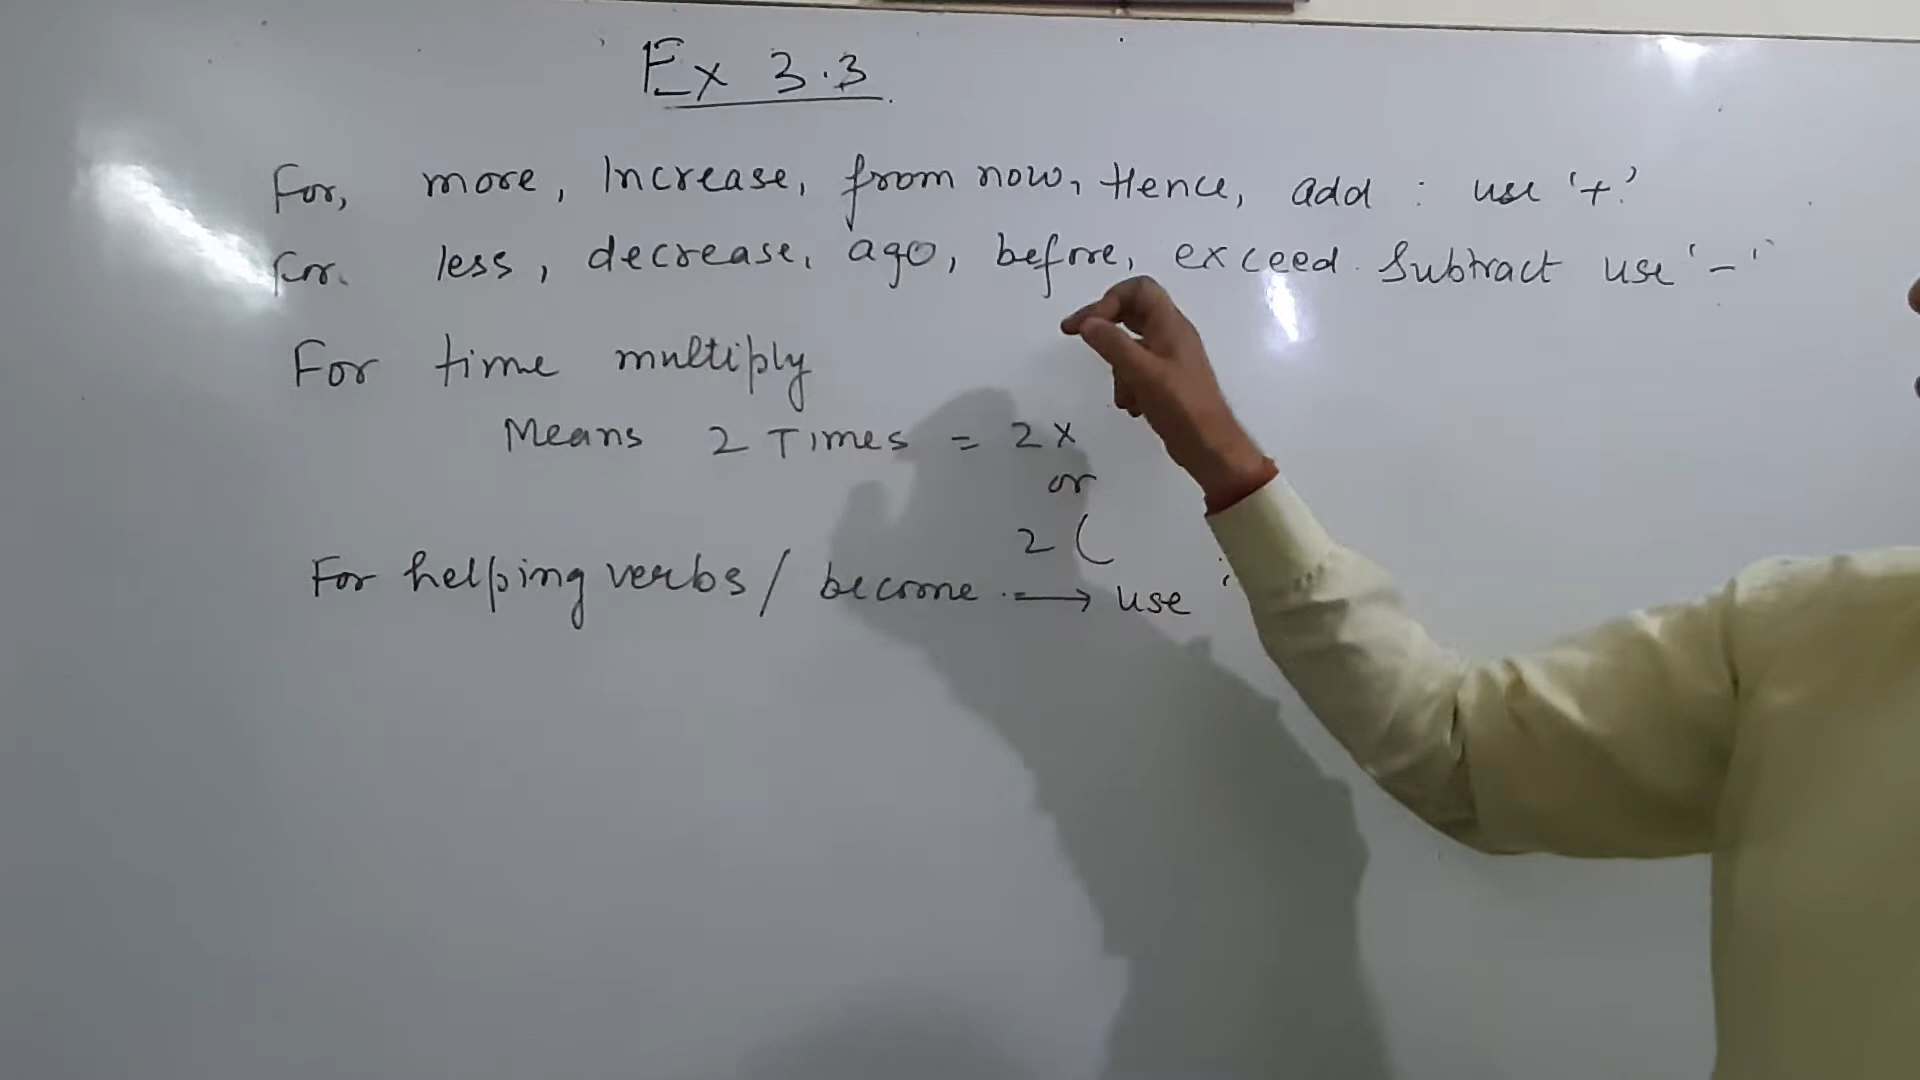 Ex 3.3
For, more, Increase, from now, Hence, add : use '+'
For. less, decrease, ago, before, exceed. Subtract use '-'
For time multiply
Means 2 Times = 2x
or
2 (
For helping verbs / become → use '